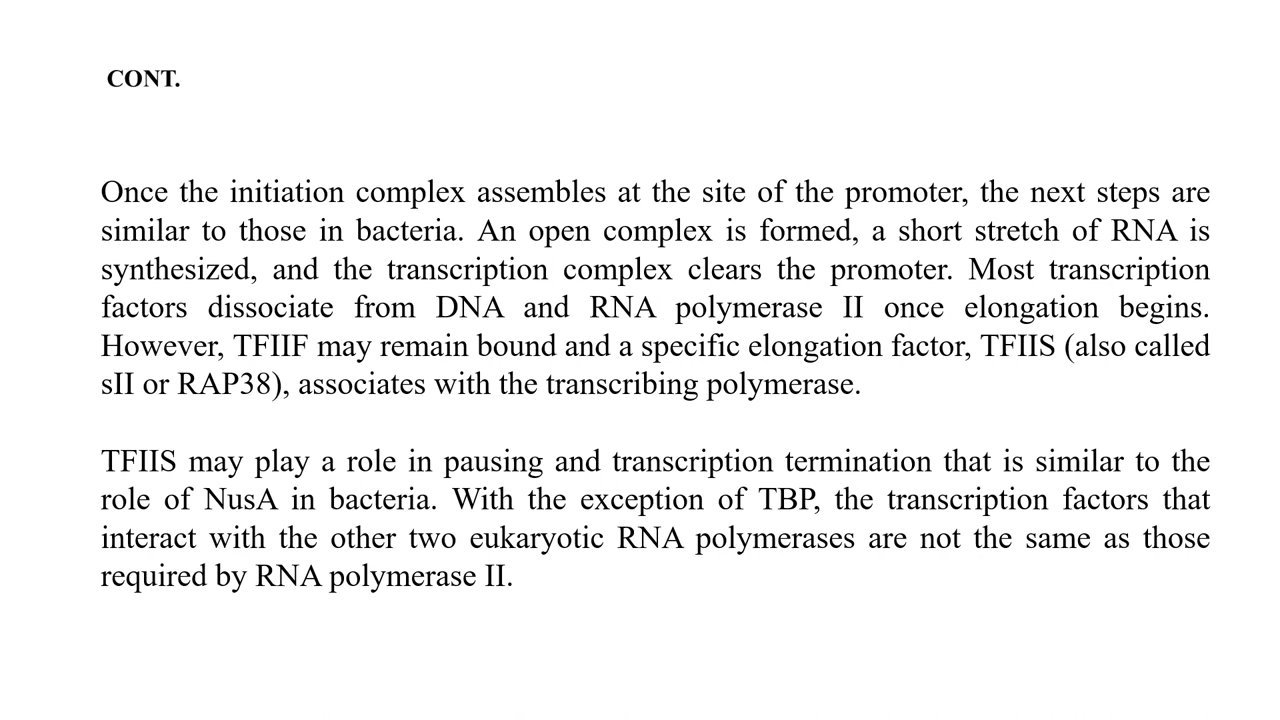 CONT.
Once the initiation complex assembles at the site of the promoter, the next steps are
similar to those in bacteria. An open complex is formed, a short stretch of RNA is
synthesized, and the transcription complex clears the promoter. Most transcription
factors dissociate from DNA and RNA polymerase II once elongation begins.
However, TFIIF may remain bound and a specific elongation factor, TFIIS (also called
sII or RAP38), associates with the transcribing polymerase.
TFIIS may play a role in pausing and transcription termination that is similar to the
role of NusA in bacteria. With the exception of TBP, the transcription factors that
interact with the other two eukaryotic RNA polymerases are not the same as those
required by RNA polymerase II.